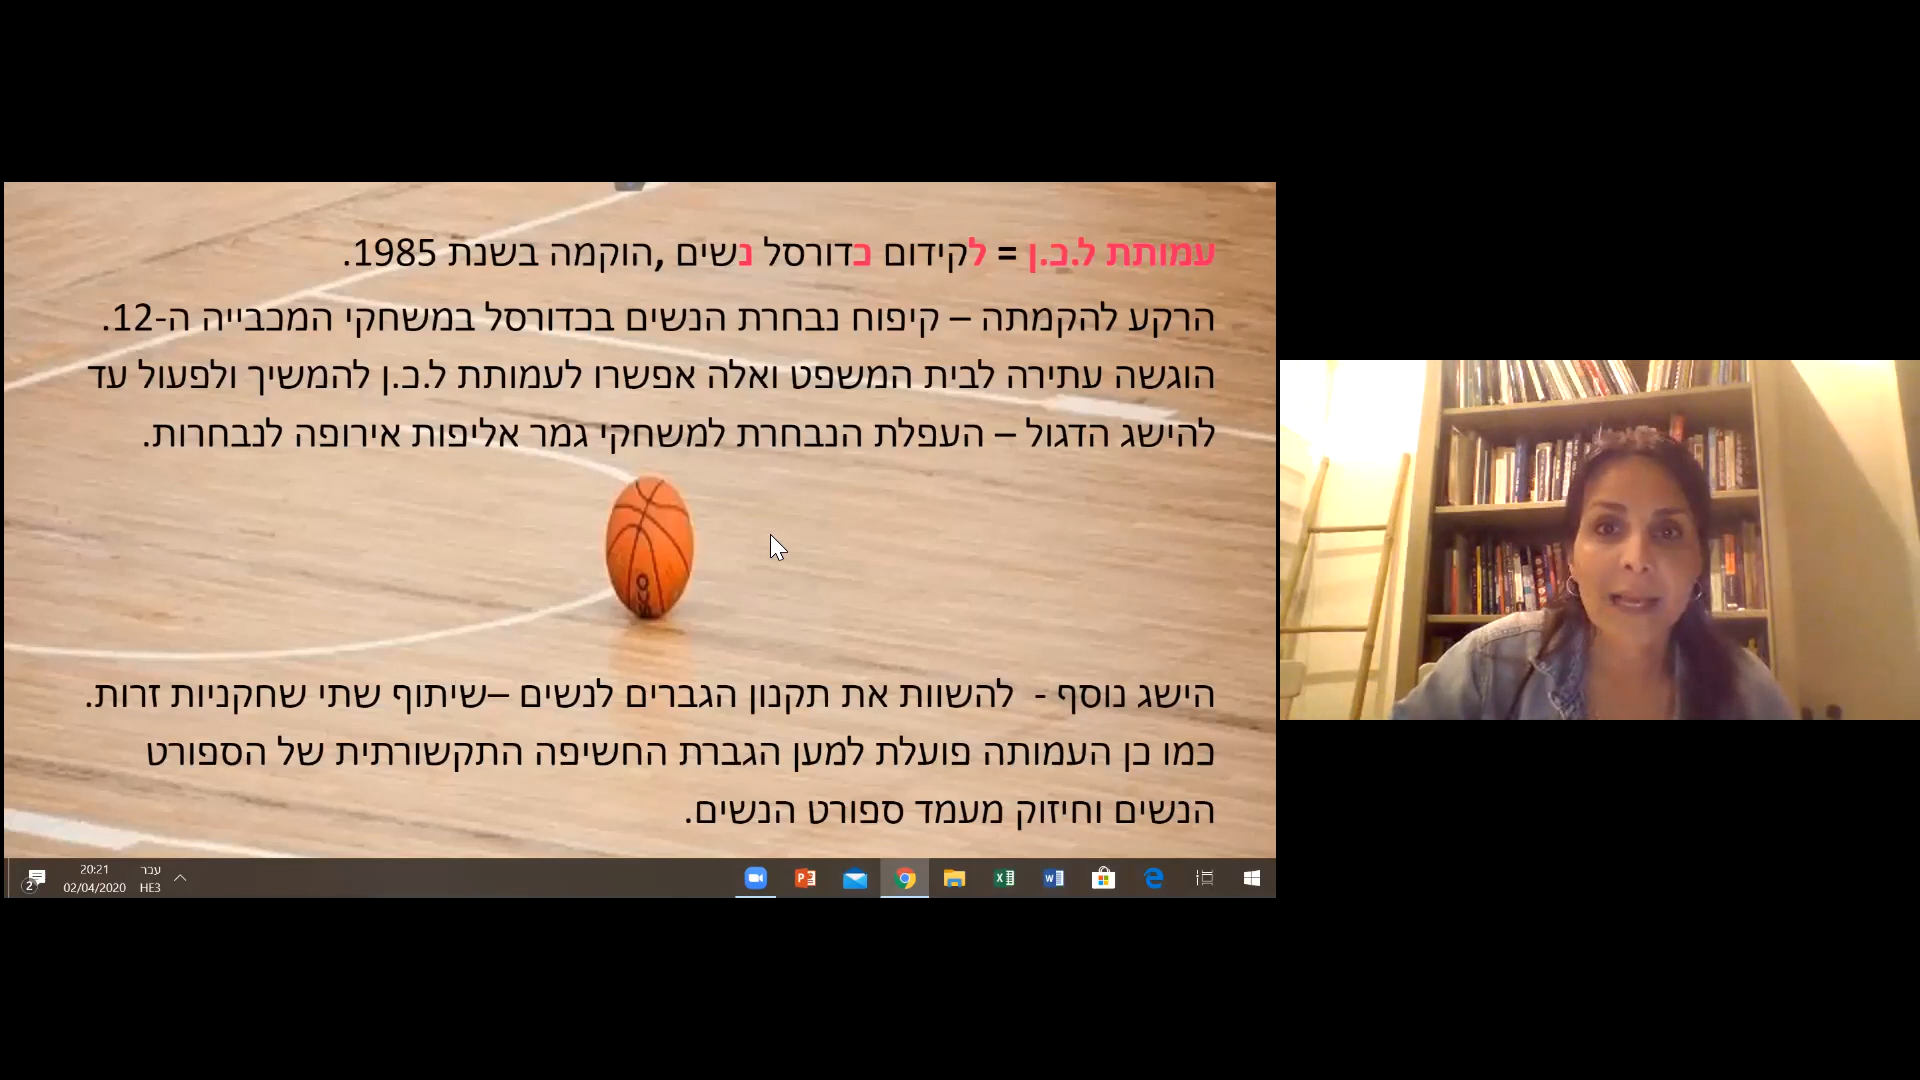 עמותת ל.כ.ן = לקידום כדורסל נשים ,הוקמה בשנת 1985.
הרקע להקמתה – קיפוח נבחרת הנשים בכדורסל במשחקי המכבייה ה-12.
הוגשה עתירה לבית המשפט ואלה אפשרו לעמותת ל.כ.ן להמשיך ולפעול עד
להישג הדגול – העפלת הנבחרת למשחקי גמר אליפות אירופה לנבחרות.
הישג נוסף - להשוות את תקנון הגברים לנשים –שיתוף שתי שחקניות זרות.
כמו כן העמותה פועלת למען הגברת החשיפה התקשורתית של הספורט
הנשים וחיזוק מעמד ספורט הנשים.
20:21 עבר
02/04/2020 HE3
2